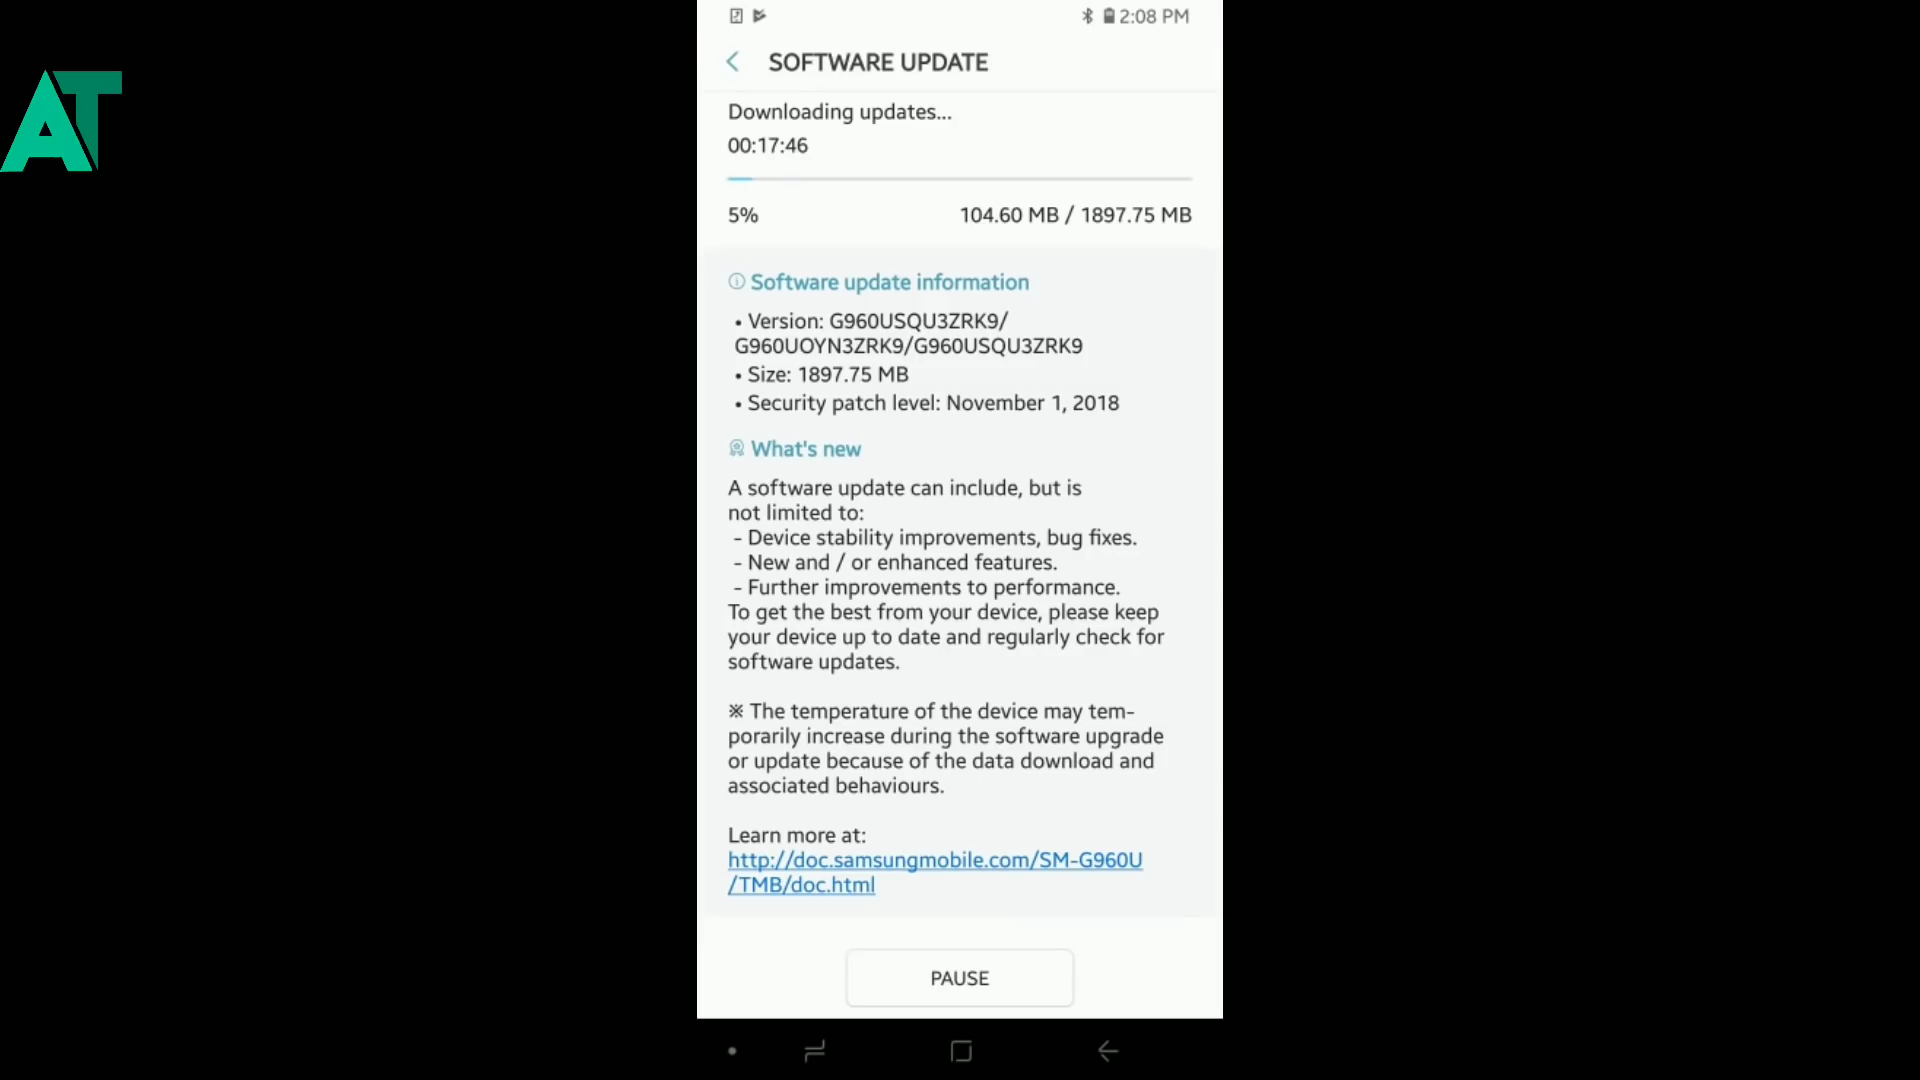 2:08 PM
AT
SOFTWARE UPDATE
Downloading updates...
00:17:46
5% 104.60 MB / 1897.75 MB
Software update information
• Version: G960USQU3ZRK9/
G960UOYN3ZRK9/G960USQU3ZRK9
• Size: 1897.75 MB
• Security patch level: November 1, 2018
What's new
A software update can include, but is
not limited to:
- Device stability improvements, bug fixes.
- New and / or enhanced features.
- Further improvements to performance.
To get the best from your device, please keep
your device up to date and regularly check for
software updates.
※ The temperature of the device may tem-
porarily increase during the software upgrade
or update because of the data download and
associated behaviours.
Learn more at:
http://doc.samsungmobile.com/SM-G960U
/TMB/doc.html
PAUSE